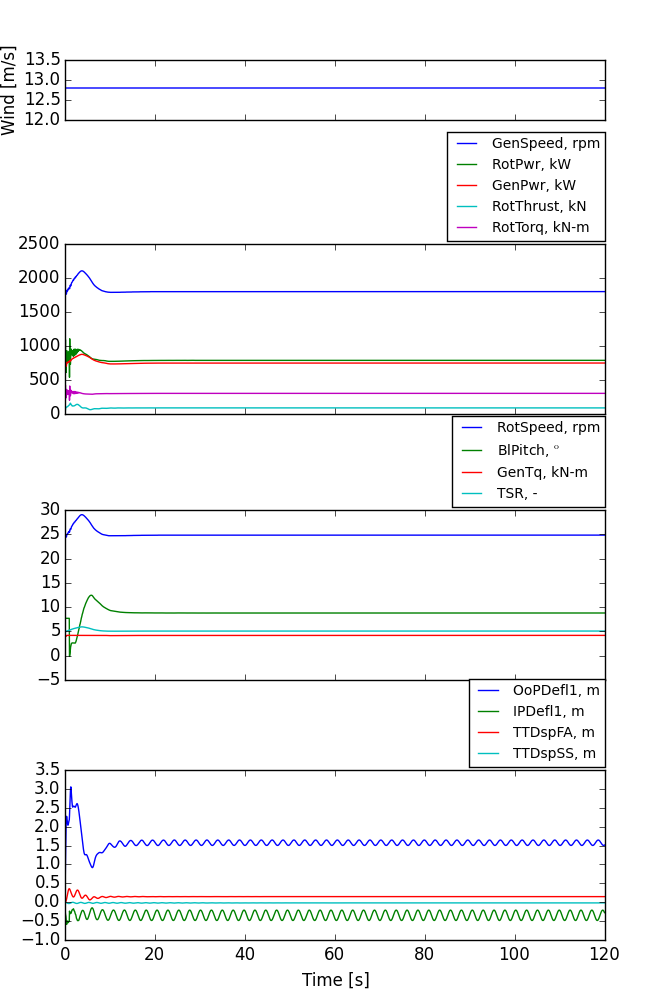 Wind [m/s]
13.5
13.0
12.5
12.0
GenSpeed, rpm
RotPwr, kW
GenPwr, kW
RotThrust, kN
RotTorq, kN-m
2500
2000
1500
1000
500
0
RotSpeed, rpm
BlPitch, °
GenTq, kN-m
TSR, -
30
25
20
15
10
5
0
−5
OoPDefl1, m
IPDefl1, m
TTDspFA, m
TTDspSS, m
3.5
3.0
2.5
2.0
1.5
1.0
0.5
0.0
−0.5
−1.0
0 20 40 60 80 100 120
Time [s]